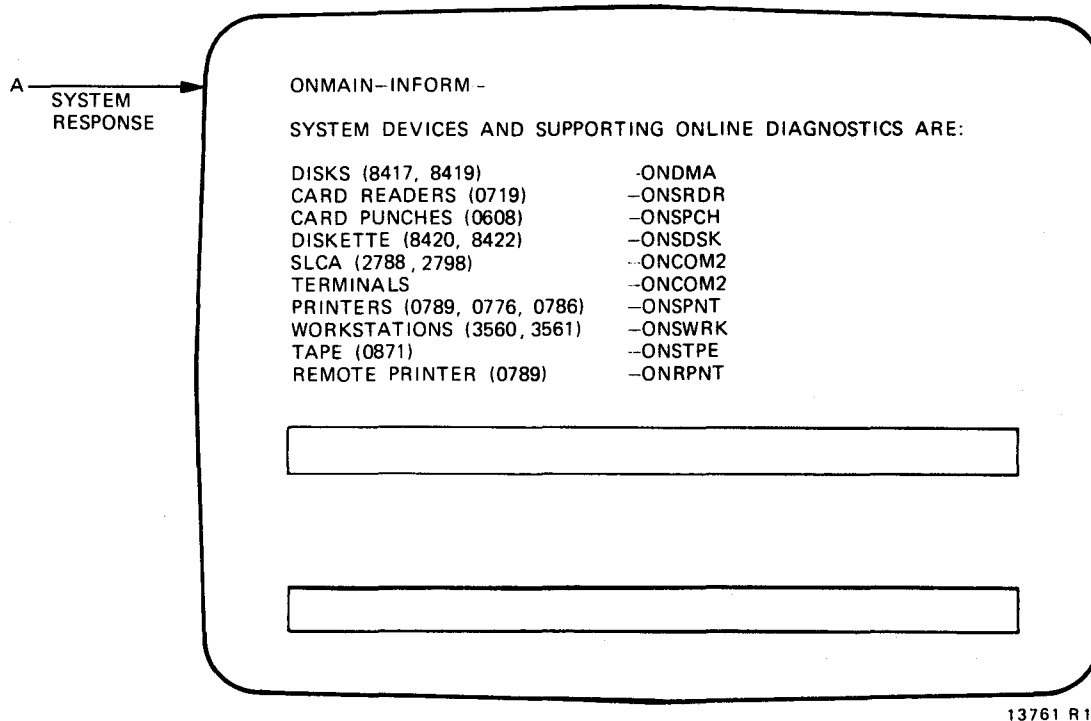 A
SYSTEM
RESPONSE
ONMAIN—INFORM -
SYSTEM DEVICES AND SUPPORTING ONLINE DIAGNOSTICS ARE:
DISKS (8417, 8419) -ONDMA
CARD READERS (0719) —ONSRDR
CARD PUNCHES (0608) —ONSPCH
DISKETTE (8420, 8422) —ONSDSK
SLCA (2788, 2798) —ONCOM2
TERMINALS —ONCOM2
PRINTERS (0789, 0776, 0786) —ONSPNT
WORKSTATIONS (3560, 3561) —ONSWRK
TAPE (0871) —ONSTPE
REMOTE PRINTER (0789) —ONRPNT
13761 R1